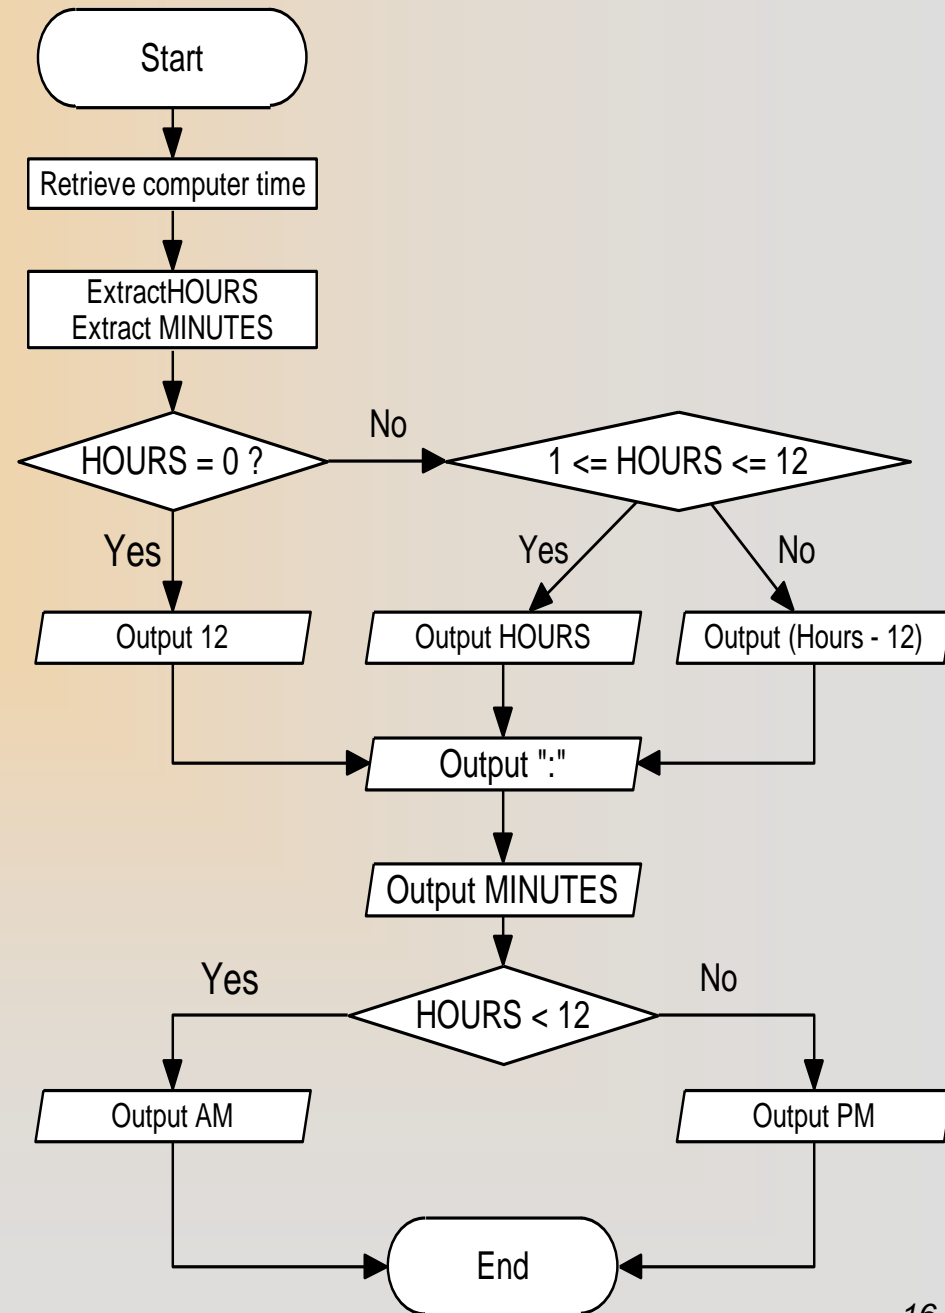 Start
Retrieve computer time
ExtractHOURS
Extract MINUTES
HOURS = 0 ?
No
1 <= HOURS <= 12
Yes
Yes
No
Output 12
Output HOURS
Output (Hours - 12)
Output ":"
Output MINUTES
Yes
HOURS < 12
No
Output AM
Output PM
End
16